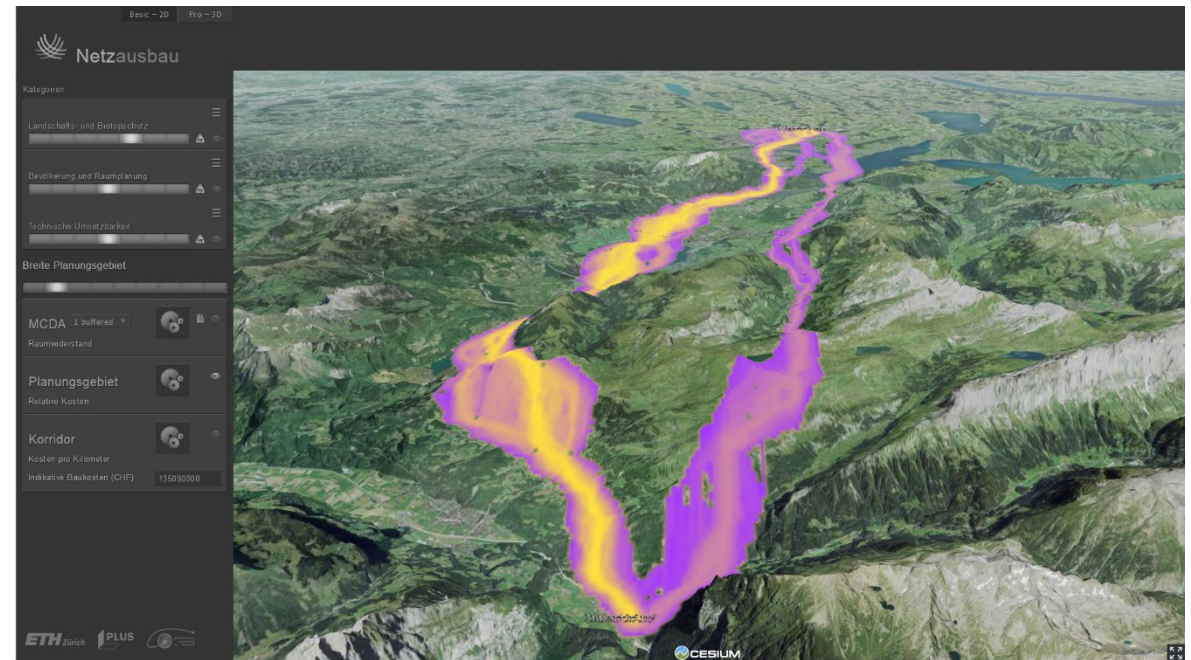 Basic – 2D Pro – 3D
Netzausbau
Kategorien
Landschafts- und Biotopschutz
Bevölkerung und Raumplanung
Technische Umsetzbarkeit
Breite Planungsgebiet
MCDA 1 buffered
Raumwiderstand
Planungsgebiet
Relative Kosten
Korridor
Kosten pro Kilometer
Indikative Baukosten (CHF) 135090000
ETH Zürich PLUS
CESIUM